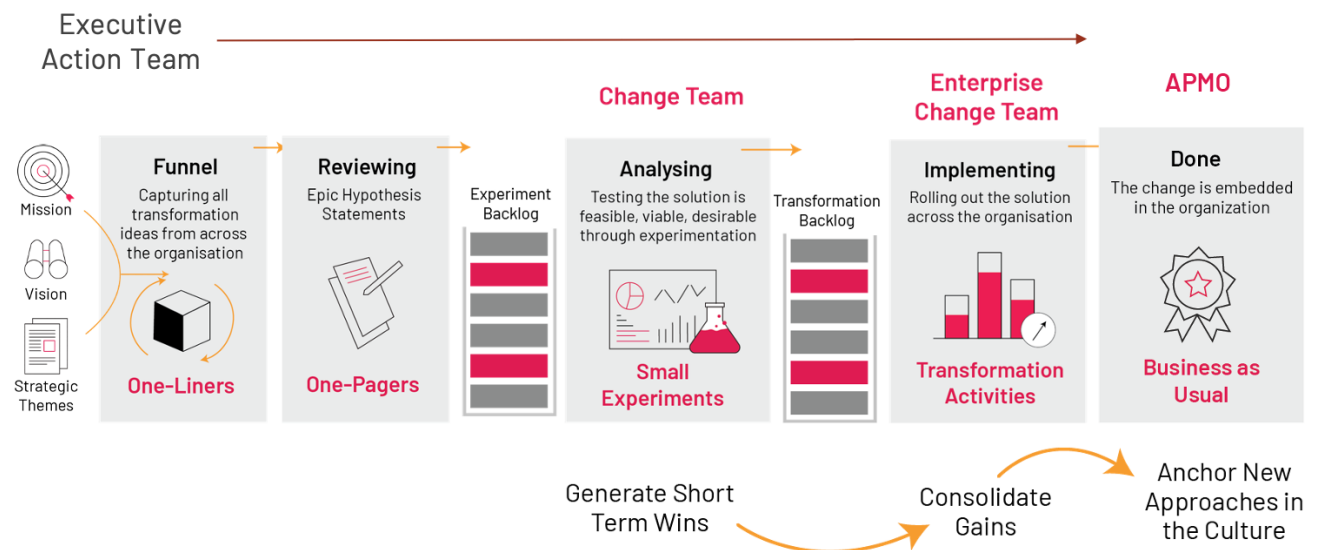 Executive
Action Team
Change Team
Enterprise
Change Team
APMO
Mission
Vision
Strategic
Themes
Funnel
Capturing all
transformation
ideas from across
the organisation
One-Liners
Reviewing
Epic Hypothesis
Statements
One-Pagers
Experiment
Backlog
Analysing
Testing the solution is
feasible, viable, desirable
through experimentation
Small
Experiments
Transformation
Backlog
Implementing
Rolling out the solution
across the organisation
Transformation
Activities
Done
The change is embedded
in the organization
Business as
Usual
Generate Short
Term Wins
Consolidate
Gains
Anchor New
Approaches in
the Culture